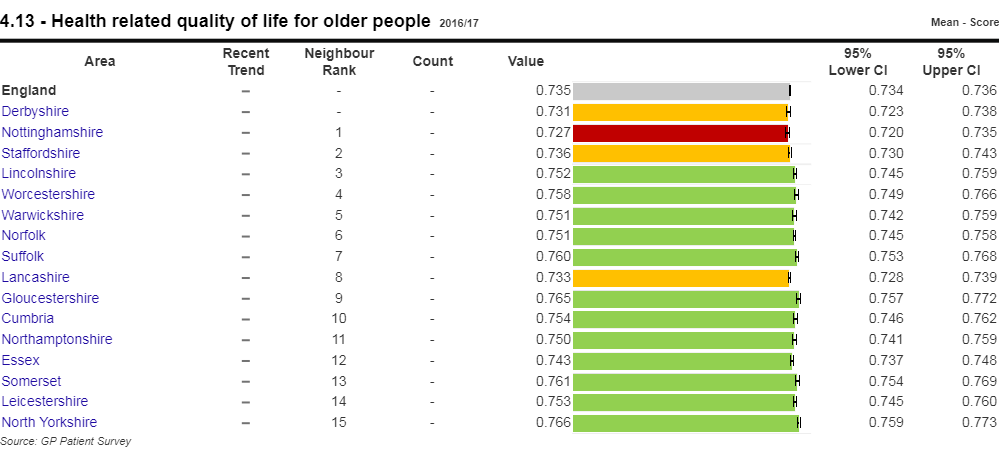 4.13 - Health related quality of life for older people 2016/17 Mean - Score
Area Recent Trend Neighbour Rank Count Value 95% Lower CI 95% Upper CI
England – - - 0.735 0.734 0.736
Derbyshire – - - 0.731 0.723 0.738
Nottinghamshire – 1 - 0.727 0.720 0.735
Staffordshire – 2 - 0.736 0.730 0.743
Lincolnshire – 3 - 0.752 0.745 0.759
Worcestershire – 4 - 0.758 0.749 0.766
Warwickshire – 5 - 0.751 0.742 0.759
Norfolk – 6 - 0.751 0.745 0.758
Suffolk – 7 - 0.760 0.753 0.768
Lancashire – 8 - 0.733 0.728 0.739
Gloucestershire – 9 - 0.765 0.757 0.772
Cumbria – 10 - 0.754 0.746 0.762
Northamptonshire – 11 - 0.750 0.741 0.759
Essex – 12 - 0.743 0.737 0.748
Somerset – 13 - 0.761 0.754 0.769
Leicestershire – 14 - 0.753 0.745 0.760
North Yorkshire – 15 - 0.766 0.759 0.773
Source: GP Patient Survey